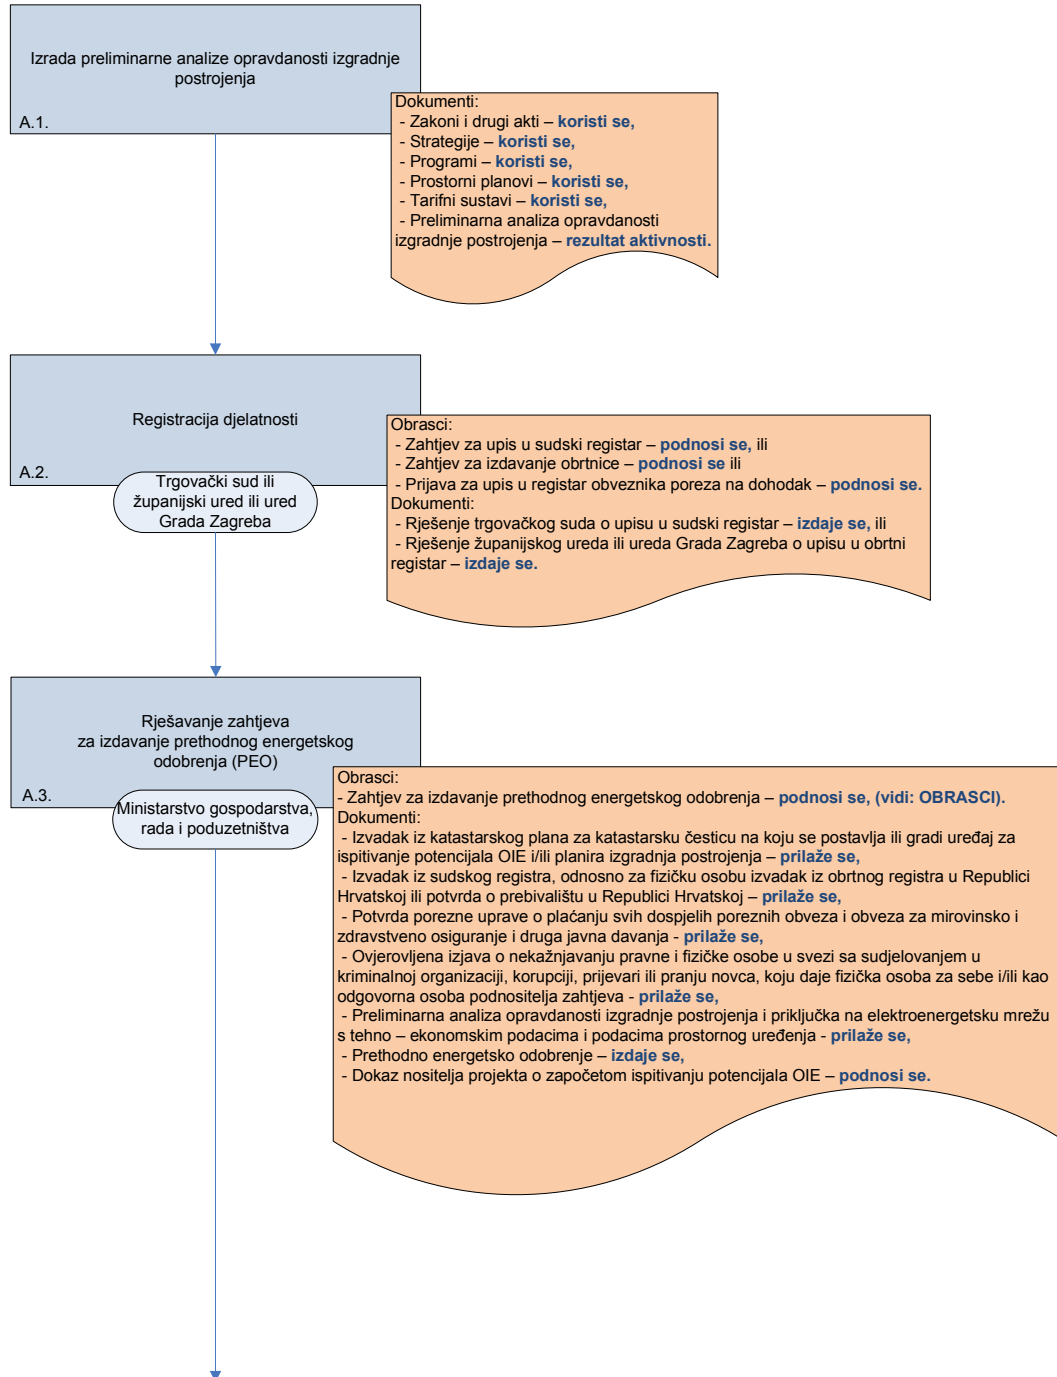 Izrada preliminarne analize opravdanosti izgradnje
postrojenja
A.1.
Dokumenti:
- Zakoni i drugi akti – koristi se,
- Strategije – koristi se,
- Programi – koristi se,
- Prostorni planovi – koristi se,
- Tarifni sustavi – koristi se,
- Preliminarna analiza opravdanosti
izgradnje postrojenja – rezultat aktivnosti.
Registracija djelatnosti
A.2.
Trgovački sud ili
županijski ured ili ured
Grada Zagreba
Obrasci:
- Zahtjev za upis u sudski registar – podnosi se, ili
- Zahtjev za izdavanje obrtnice – podnosi se ili
- Prijava za upis u registar obveznika poreza na dohodak – podnosi se.
Dokumenti:
- Rješenje trgovačkog suda o upisu u sudski registar – izdaje se, ili
- Rješenje županijskog ureda ili ureda Grada Zagreba o upisu u obrtni
registar – izdaje se.
Rješavanje zahtjeva
za izdavanje prethodnog energetskog
odobrenja (PEO)
A.3.
Ministarstvo gospodarstva,
rada i poduzetništva
Obrasci:
- Zahtjev za izdavanje prethodnog energetskog odobrenja – podnosi se, (vidi: OBRASCI).
Dokumenti:
- Izvadak iz katastarskog plana za katastarsku česticu na koju se postavlja ili gradi uređaj za
ispitivanje potencijala OIE i/ili planira izgradnja postrojenja – prilaže se,
- Izvadak iz sudskog registra, odnosno za fizičku osobu izvadak iz obrtnog registra u Republici
Hrvatskoj ili potvrda o prebivalištu u Republici Hrvatskoj – prilaže se,
- Potvrda porezne uprave o plaćanju svih dospjelih poreznih obveza i obveza za mirovinsko i
zdravstveno osiguranje i druga javna davanja - prilaže se,
- Ovjerovljena izjava o nekažnjavanju pravne i fizičke osobe u svezi sa sudjelovanjem u
kriminalnoj organizaciji, korupciji, prijevari ili pranju novca, koju daje fizička osoba za sebe i/ili kao
odgovorna osoba podnositelja zahtjeva - prilaže se,
- Preliminarna analiza opravdanosti izgradnje postrojenja i priključka na elektroenergetsku mrežu
s tehno – ekonomskim podacima i podacima prostornog uređenja - prilaže se,
- Prethodno energetsko odobrenje – izdaje se,
- Dokaz nositelja projekta o započetom ispitivanju potencijala OIE – podnosi se.